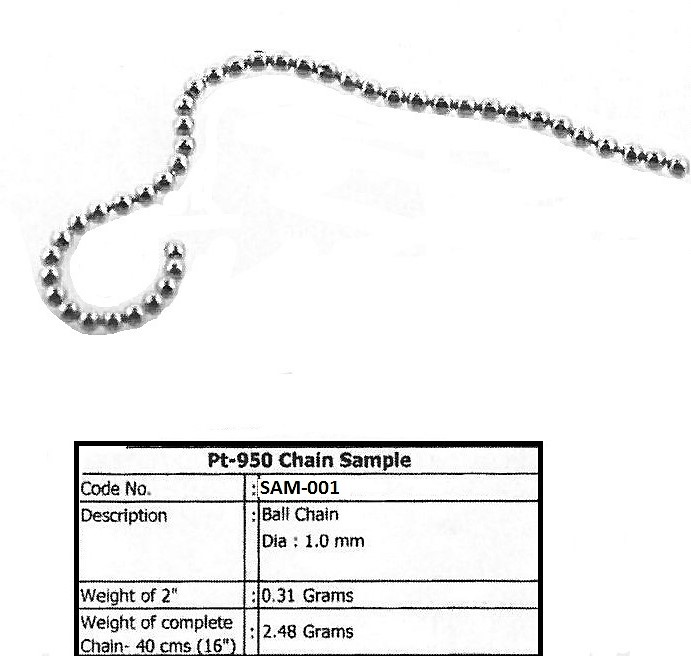 Pt-950 Chain Sample
Code No. : SAM-001
Description : Ball Chain
Dia : 1.0 mm
Weight of 2" : 0.31 Grams
Weight of complete
Chain- 40 cms (16") : 2.48 Grams